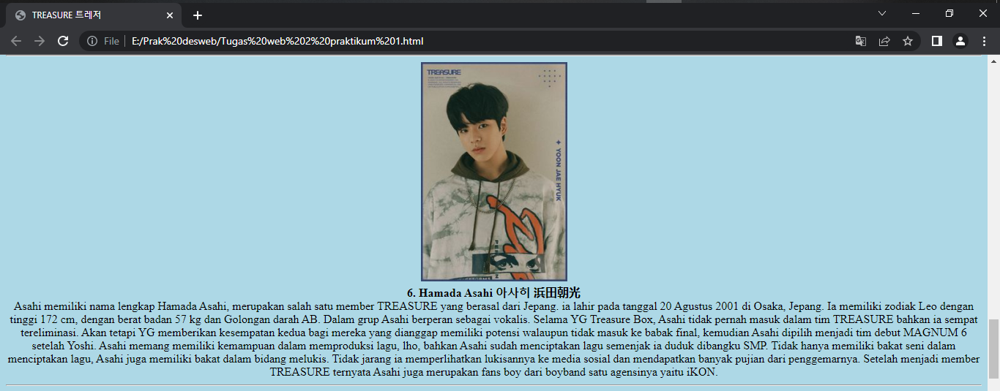 TREASURE 트레저
File
E:/Prak%20desweb/Tugas%20web%202%20praktikum%201.html
TREASURE
YOON JAE HYUK
6. Hamada Asahi 아사히 浜田朝光
Asahi memiliki nama lengkap Hamada Asahi, merupakan salah satu member TREASURE yang berasal dari Jepang. ia lahir pada tanggal 20 Agustus 2001 di Osaka, Jepang. Ia memiliki zodiak Leo dengan
tinggi 172 cm, dengan berat badan 57 kg dan Golongan darah AB. Dalam grup Asahi berperan sebagai vokalis. Selama YG Treasure Box, Asahi tidak pernah masuk dalam tim TREASURE bahkan ia sempat
tereliminasi. Akan tetapi YG memberikan kesempatan kedua bagi mereka yang dianggap memiliki potensi walaupun tidak masuk ke babak final, kemudian Asahi dipilih menjadi tim debut MAGNUM 6
setelah Yoshi. Asahi memang memiliki kemampuan dalam memproduksi lagu, lho, bahkan Asahi sudah menciptakan lagu semenjak ia duduk dibangku SMP. Tidak hanya memiliki bakat seni dalam
menciptakan lagu, Asahi juga memiliki bakat dalam bidang melukis. Tidak jarang ia memperlihatkan lukisannya ke media sosial dan mendapatkan banyak pujian dari penggemarnya. Setelah menjadi member
TREASURE ternyata Asahi juga merupakan fans boy dari boyband satu agensinya yaitu iKON.